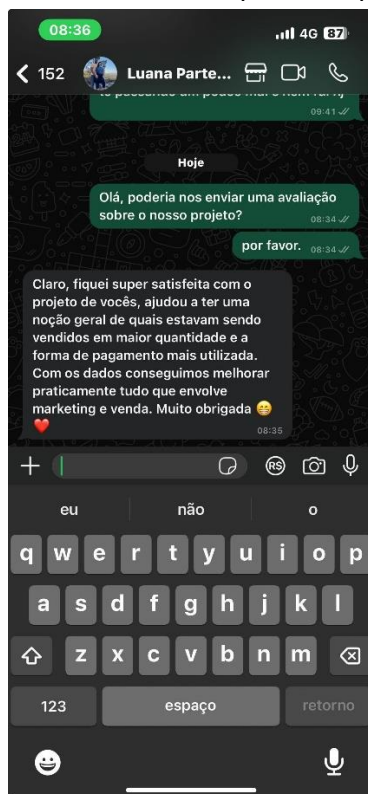 08:36
4G 87
152 Luana Parte...
09:41
Hoje
Olá, poderia nos enviar uma avaliação
sobre o nosso projeto? 08:34
por favor. 08:34
Claro, fiquei super satisfeita com o
projeto de vocês, ajudou a ter uma
noção geral de quais estavam sendo
vendidos em maior quantidade e a
forma de pagamento mais utilizada.
Com os dados conseguimos melhorar
praticamente tudo que envolve
marketing e venda. Muito obrigada 😁
❤️ 08:35
R$
eu não o
q w e r t y u i o p
a s d f g h j k l
z x c v b n m
123 espaço retorno